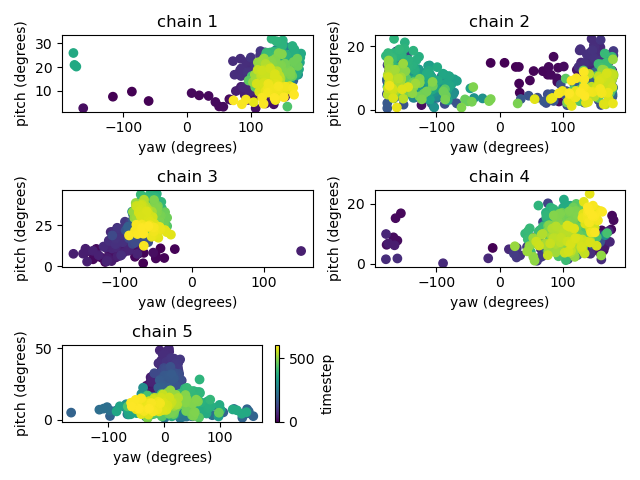 chain 1
pitch (degrees)
30
20
10
−100
0
100
yaw (degrees)
chain 2
pitch (degrees)
20
0
−100
0
100
yaw (degrees)
chain 3
pitch (degrees)
25
0
−100
0
100
yaw (degrees)
chain 4
pitch (degrees)
20
0
−100
0
100
yaw (degrees)
chain 5
pitch (degrees)
50
0
−100
0
100
yaw (degrees)
500
0
timestep